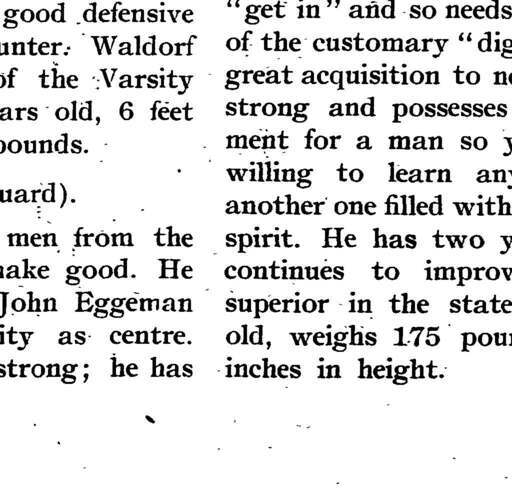 good defensive
unter. Waldorf
of the Varsity
ars old, 6 feet
pounds.
uard).
men from the
make good. He
John Eggeman
ity as centre.
strong; he has
"get in" and so needs
of the customary "dig
great acquisition to n
strong and possesses
ment for a man so y
willing to learn any
another one filled with
spirit. He has two y
continues to improv
superior in the state
old, weighs 175 pou
inches in height.